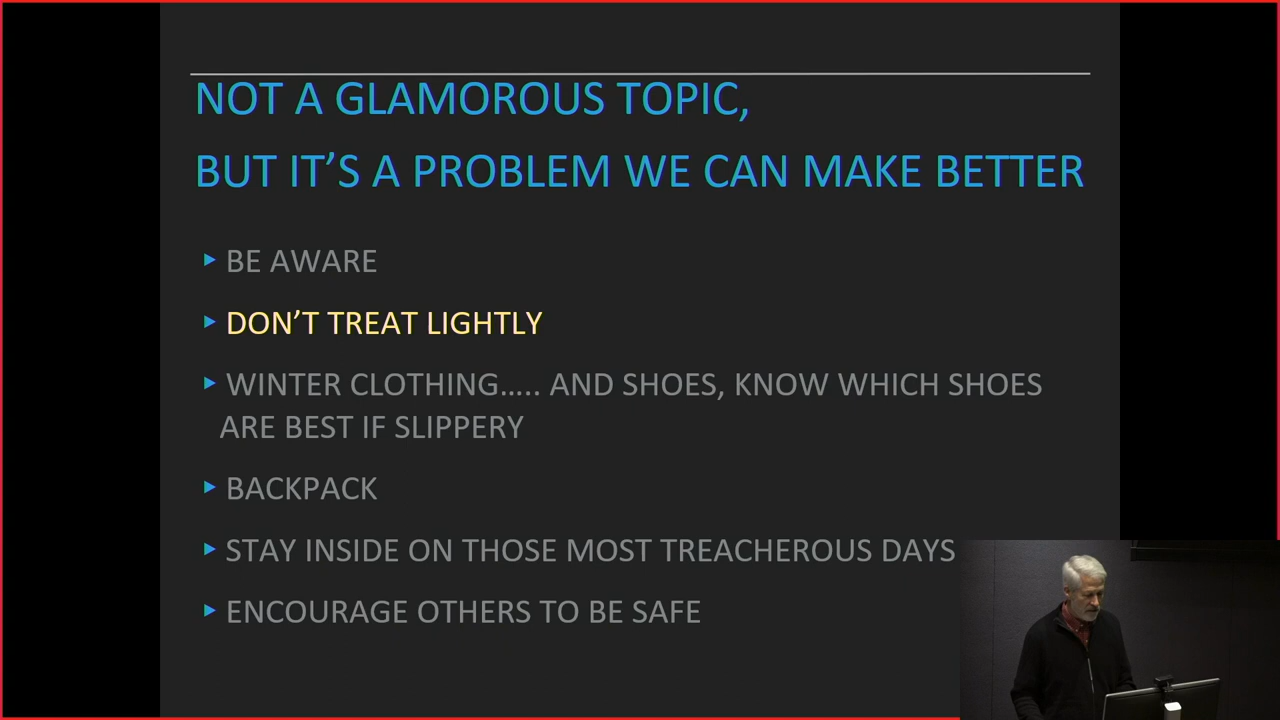 NOT A GLAMOROUS TOPIC,
BUT IT’S A PROBLEM WE CAN MAKE BETTER
BE AWARE
DON’T TREAT LIGHTLY
WINTER CLOTHING….. AND SHOES, KNOW WHICH SHOES
ARE BEST IF SLIPPERY
BACKPACK
STAY INSIDE ON THOSE MOST TREACHEROUS DAYS
ENCOURAGE OTHERS TO BE SAFE